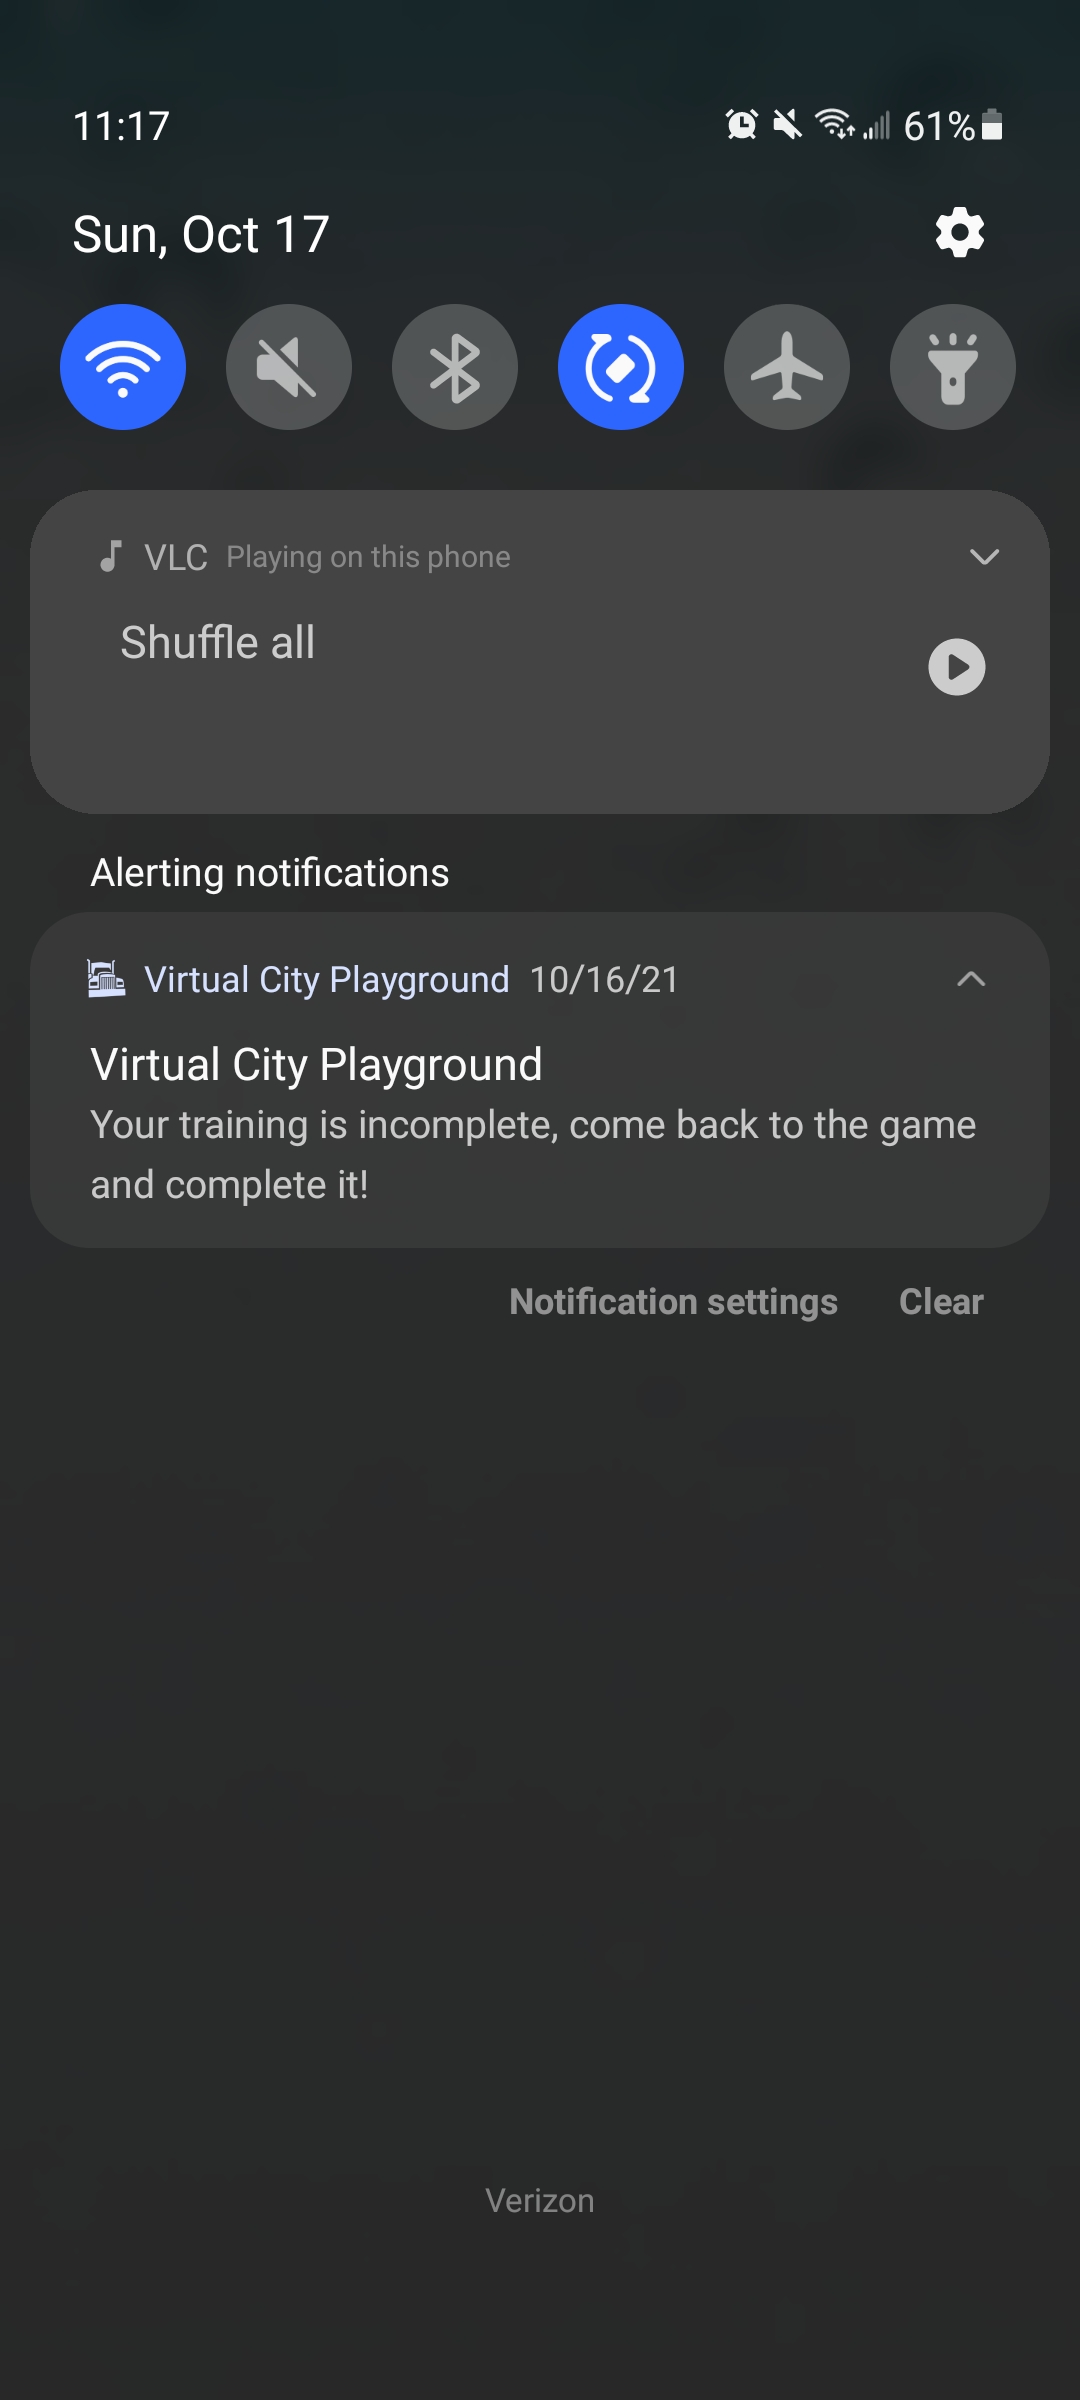 11:17
61%
Sun, Oct 17
VLC Playing on this phone
Shuffle all
Alerting notifications
Virtual City Playground 10/16/21
Virtual City Playground
Your training is incomplete, come back to the game
and complete it!
Notification settings Clear
Verizon